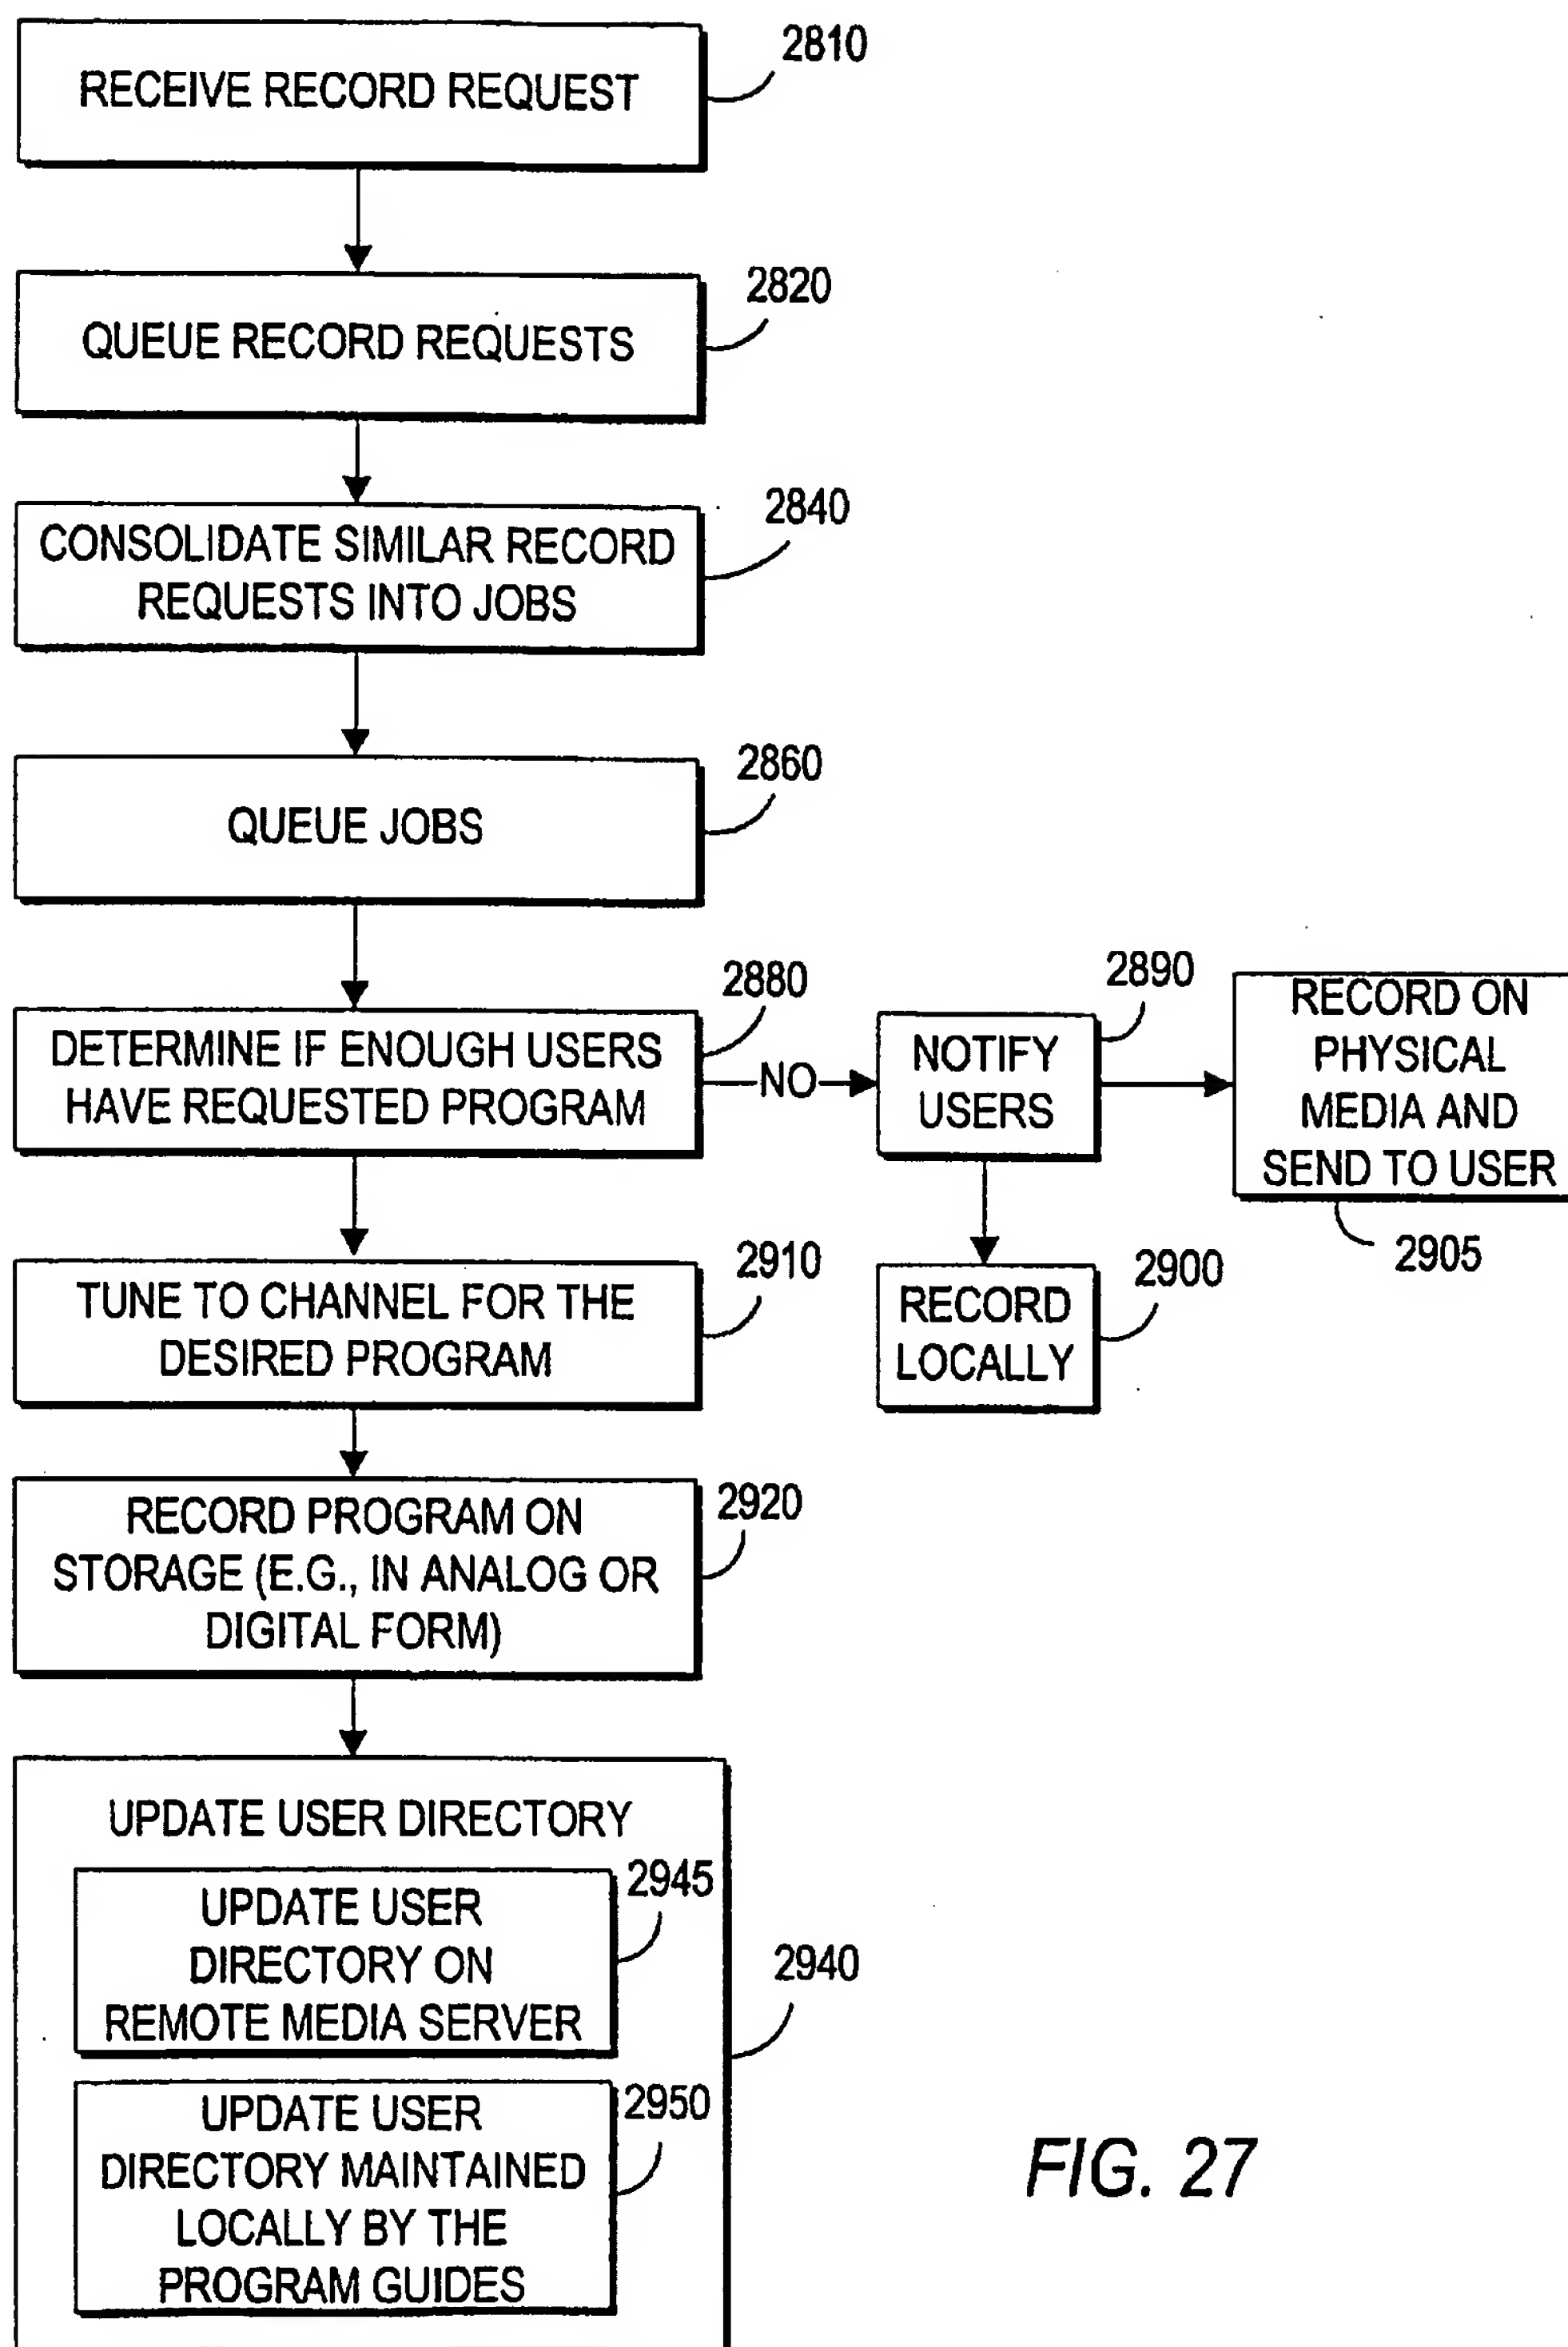 RECEIVE RECORD REQUEST
2810
QUEUE RECORD REQUESTS
2820
CONSOLIDATE SIMILAR RECORD
REQUESTS INTO JOBS
2840
QUEUE JOBS
2860
DETERMINE IF ENOUGH USERS
HAVE REQUESTED PROGRAM
2880
NO
NOTIFY
USERS
2890
RECORD ON
PHYSICAL
MEDIA AND
SEND TO USER
2905
RECORD
LOCALLY
2900
TUNE TO CHANNEL FOR THE
DESIRED PROGRAM
2910
RECORD PROGRAM ON
STORAGE (E.G., IN ANALOG OR
DIGITAL FORM)
2920
UPDATE USER DIRECTORY
2940
UPDATE USER
DIRECTORY ON
REMOTE MEDIA SERVER
2945
UPDATE USER
DIRECTORY MAINTAINED
LOCALLY BY THE
PROGRAM GUIDES
2950
FIG. 27